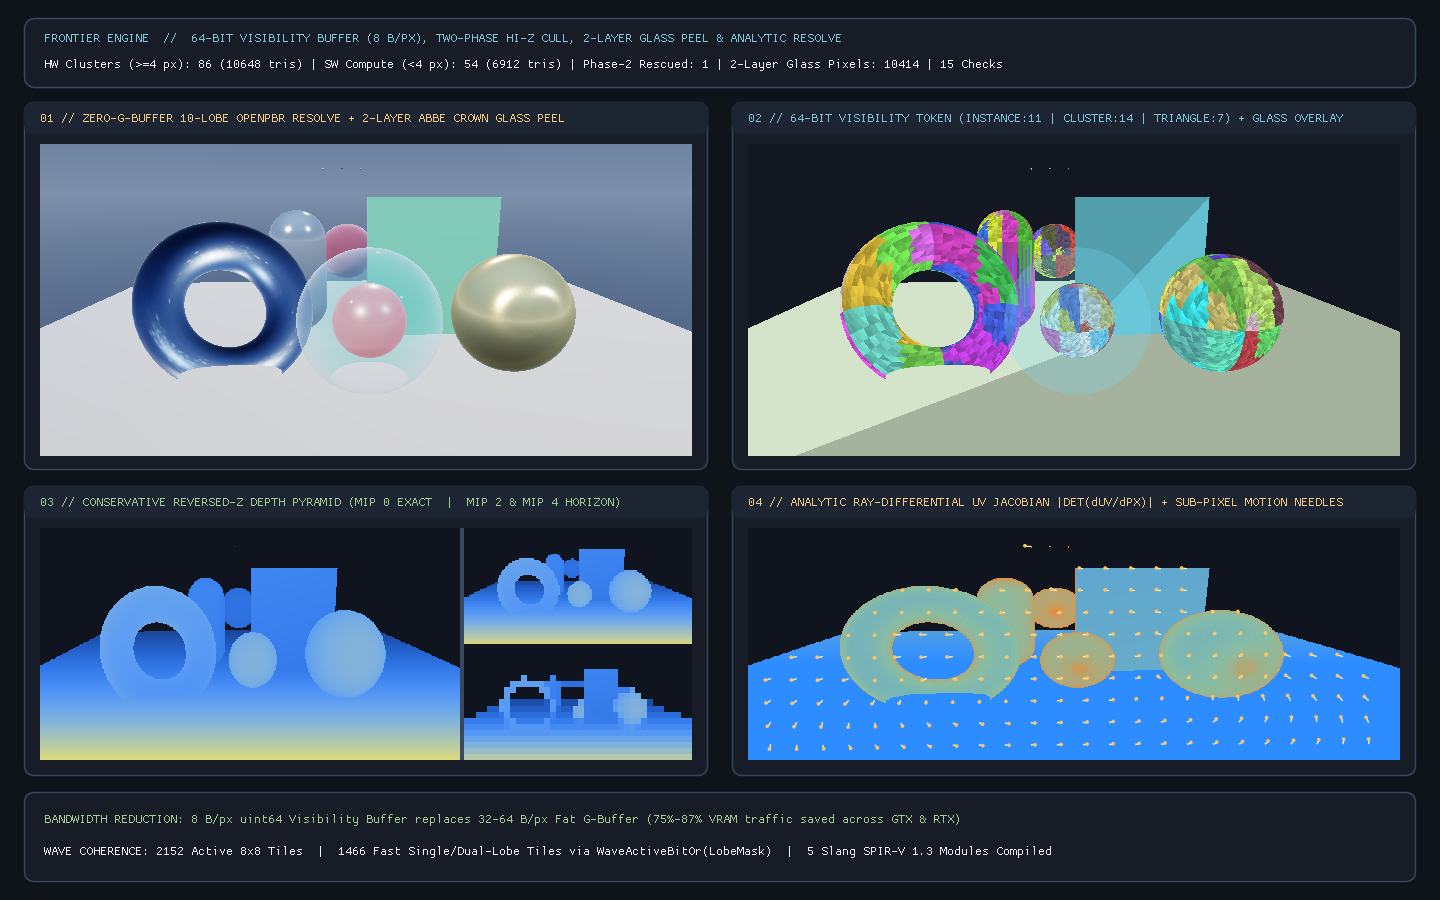 FRONTIER ENGINE // 64-BIT VISIBILITY BUFFER (8 B/PX), TWO-PHASE HI-Z CULL, 2-LAYER GLASS PEEL & ANALYTIC RESOLVE
HW Clusters (>=4 px): 86 (10648 tris) | SW Compute (<4 px): 54 (6912 tris) | Phase-2 Rescued: 1 | 2-Layer Glass Pixels: 10414 | 15 Checks
01 // ZERO-G-BUFFER 10-LOBE OPENPBR RESOLVE + 2-LAYER ABBE CROWN GLASS PEEL
02 // 64-BIT VISIBILITY TOKEN (INSTANCE:11 | CLUSTER:14 | TRIANGLE:7) + GLASS OVERLAY
03 // CONSERVATIVE REVERSED-Z DEPTH PYRAMID (MIP 0 EXACT | MIP 2 & MIP 4 HORIZON)
04 // ANALYTIC RAY-DIFFERENTIAL UV JACOBIAN |DET(dUV/dPX)| + SUB-PIXEL MOTION NEEDLES
BANDWIDTH REDUCTION: 8 B/px uint64 Visibility Buffer replaces 32-64 B/px Fat G-Buffer (75%-87% VRAM traffic saved across GTX & RTX)
WAVE COHERENCE: 2152 Active 8x8 Tiles | 1466 Fast Single/Dual-Lobe Tiles via WaveActiveBitOr(LobeMask) | 5 Slang SPIR-V 1.3 Modules Compiled